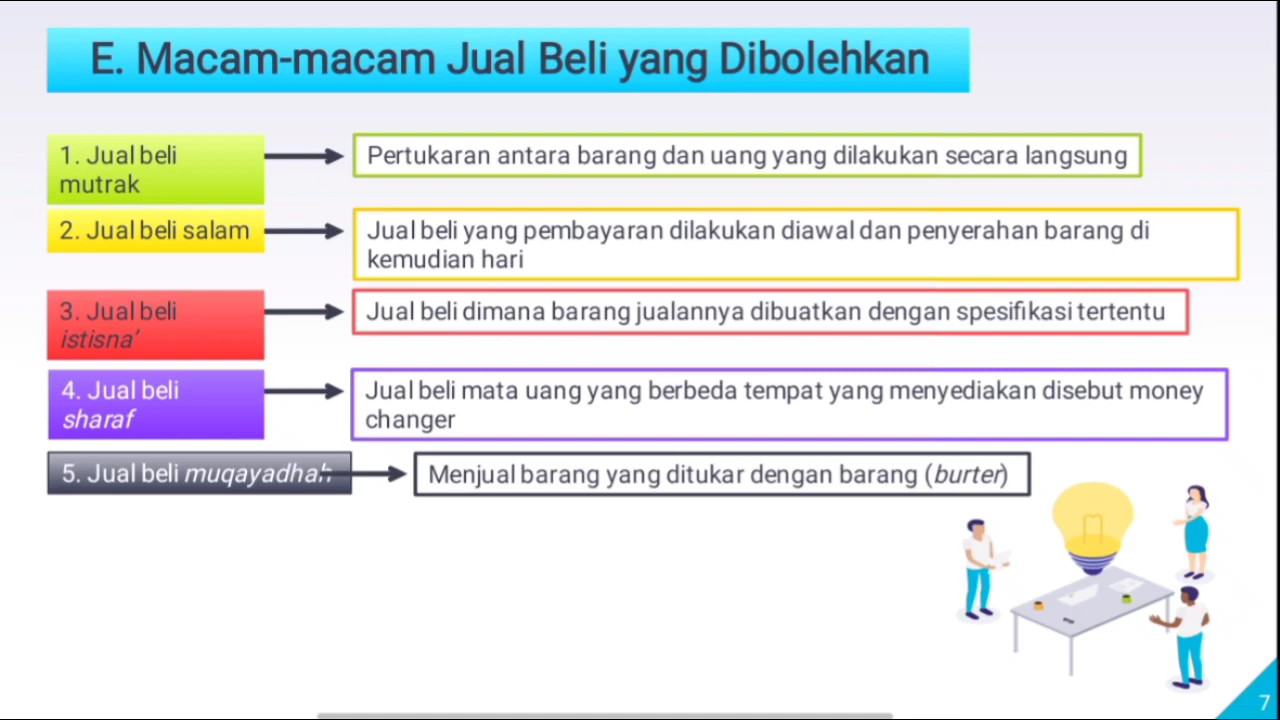 E. Macam-macam Jual Beli yang Dibolehkan
1. Jual beli
mutrak
Pertukaran antara barang dan uang yang dilakukan secara langsung
2. Jual beli salam
Jual beli yang pembayaran dilakukan diawal dan penyerahan barang di
kemudian hari
3. Jual beli
istisna’
Jual beli dimana barang jualannya dibuatkan dengan spesifikasi tertentu
4. Jual beli
sharaf
Jual beli mata uang yang berbeda tempat yang menyediakan disebut money
changer
5. Jual beli muqayadhah
Menjual barang yang ditukar dengan barang (burter)
7